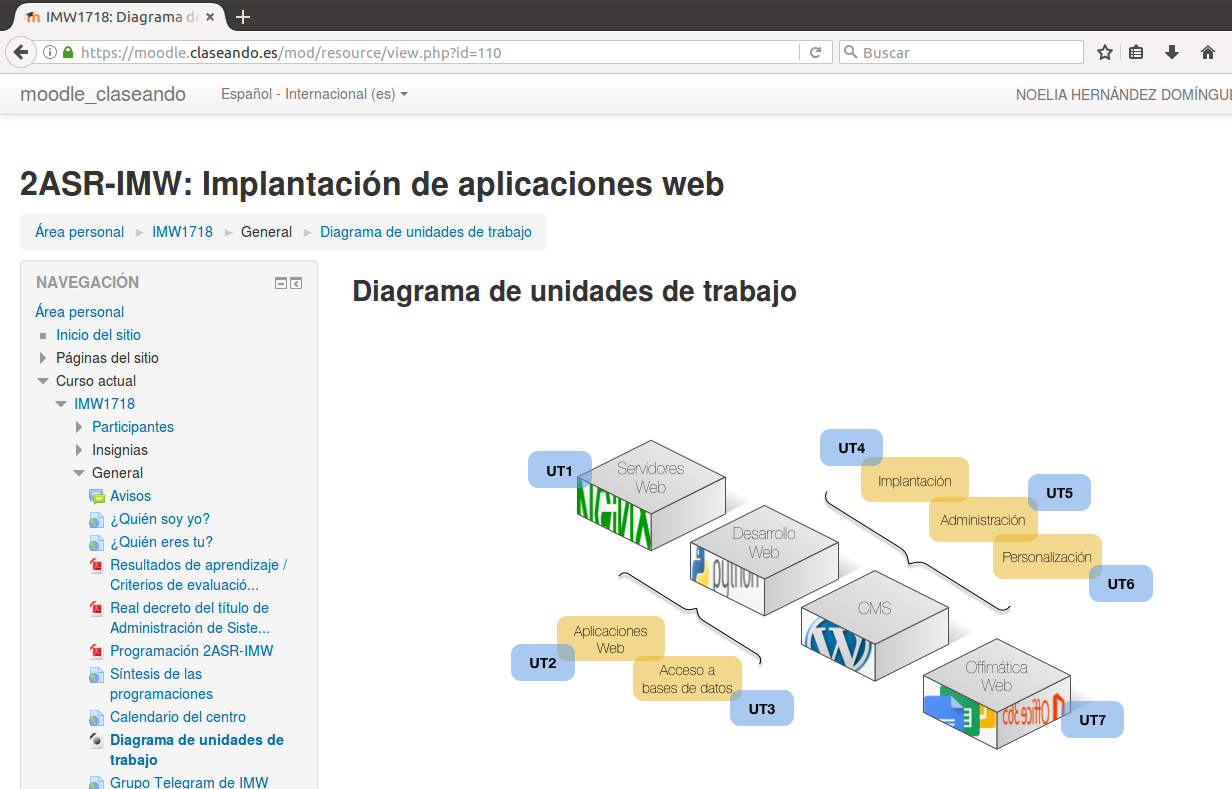 IMW1718: Diagrama de
https://moodle.claseando.es/mod/resource/view.php?id=110
Buscar
moodle_claseando
Español - Internacional (es)
NOELIA HERNÁNDEZ DOMÍNGU
2ASR-IMW: Implantación de aplicaciones web
Área personal
IMW1718
General
Diagrama de unidades de trabajo
NAVEGACIÓN
Área personal
Inicio del sitio
Páginas del sitio
Curso actual
IMW1718
Participantes
Insignias
General
Avisos
¿Quién soy yo?
¿Quién eres tu?
Resultados de aprendizaje /
Criterios de evaluació...
Real decreto del título de
Administración de Siste...
Programación 2ASR-IMW
Síntesis de las
programaciones
Calendario del centro
Diagrama de unidades de
trabajo
Grupo Telegram de IMW
Diagrama de unidades de trabajo
UT1
Servidores
Web
NGINX
Desarrollo
Web
python
UT4
Implantación
UT5
Administración
Personalización
UT6
CMS
Aplicaciones
Web
UT2
Acceso a
bases de datos
UT3
Offimática
Web
Office 365
UT7